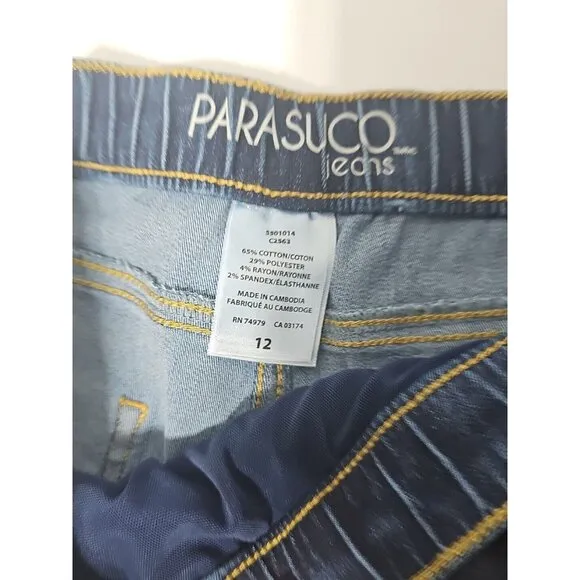 PARASUCO
jeans
5501014
C2563
65% COTTON/COTON
29% POLYESTER
4% RAYON/RAYONNE
2% SPANDEX/ÉLASTHANNE
MADE IN CAMBODIA
FABRIQUÉ AU CAMBODGE
RN 74979 CA 03174
12